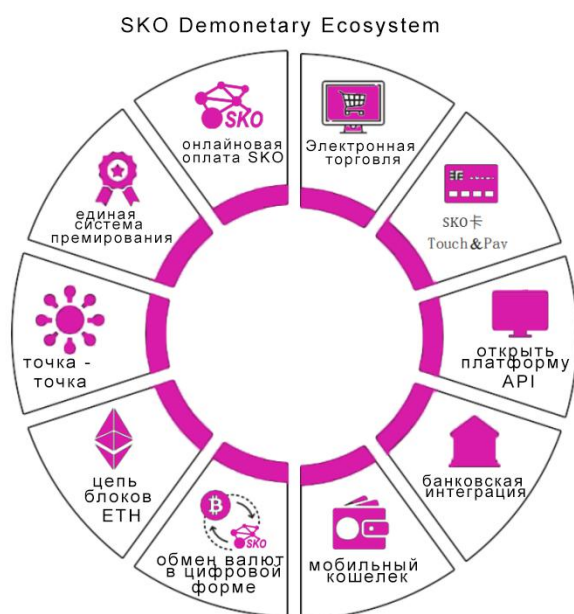 SKO Demonetary Ecosystem
SKO
онлайновая
оплата SKO
Электронная
торговля
SKO卡
Touch&Pay
открыть
платформу
API
банковская
интеграция
мобильный
кошелек
SKO
обмен валют
в цифровой
форме
цепь
блоков
ETH
точка -
точка
единая
система
премирования